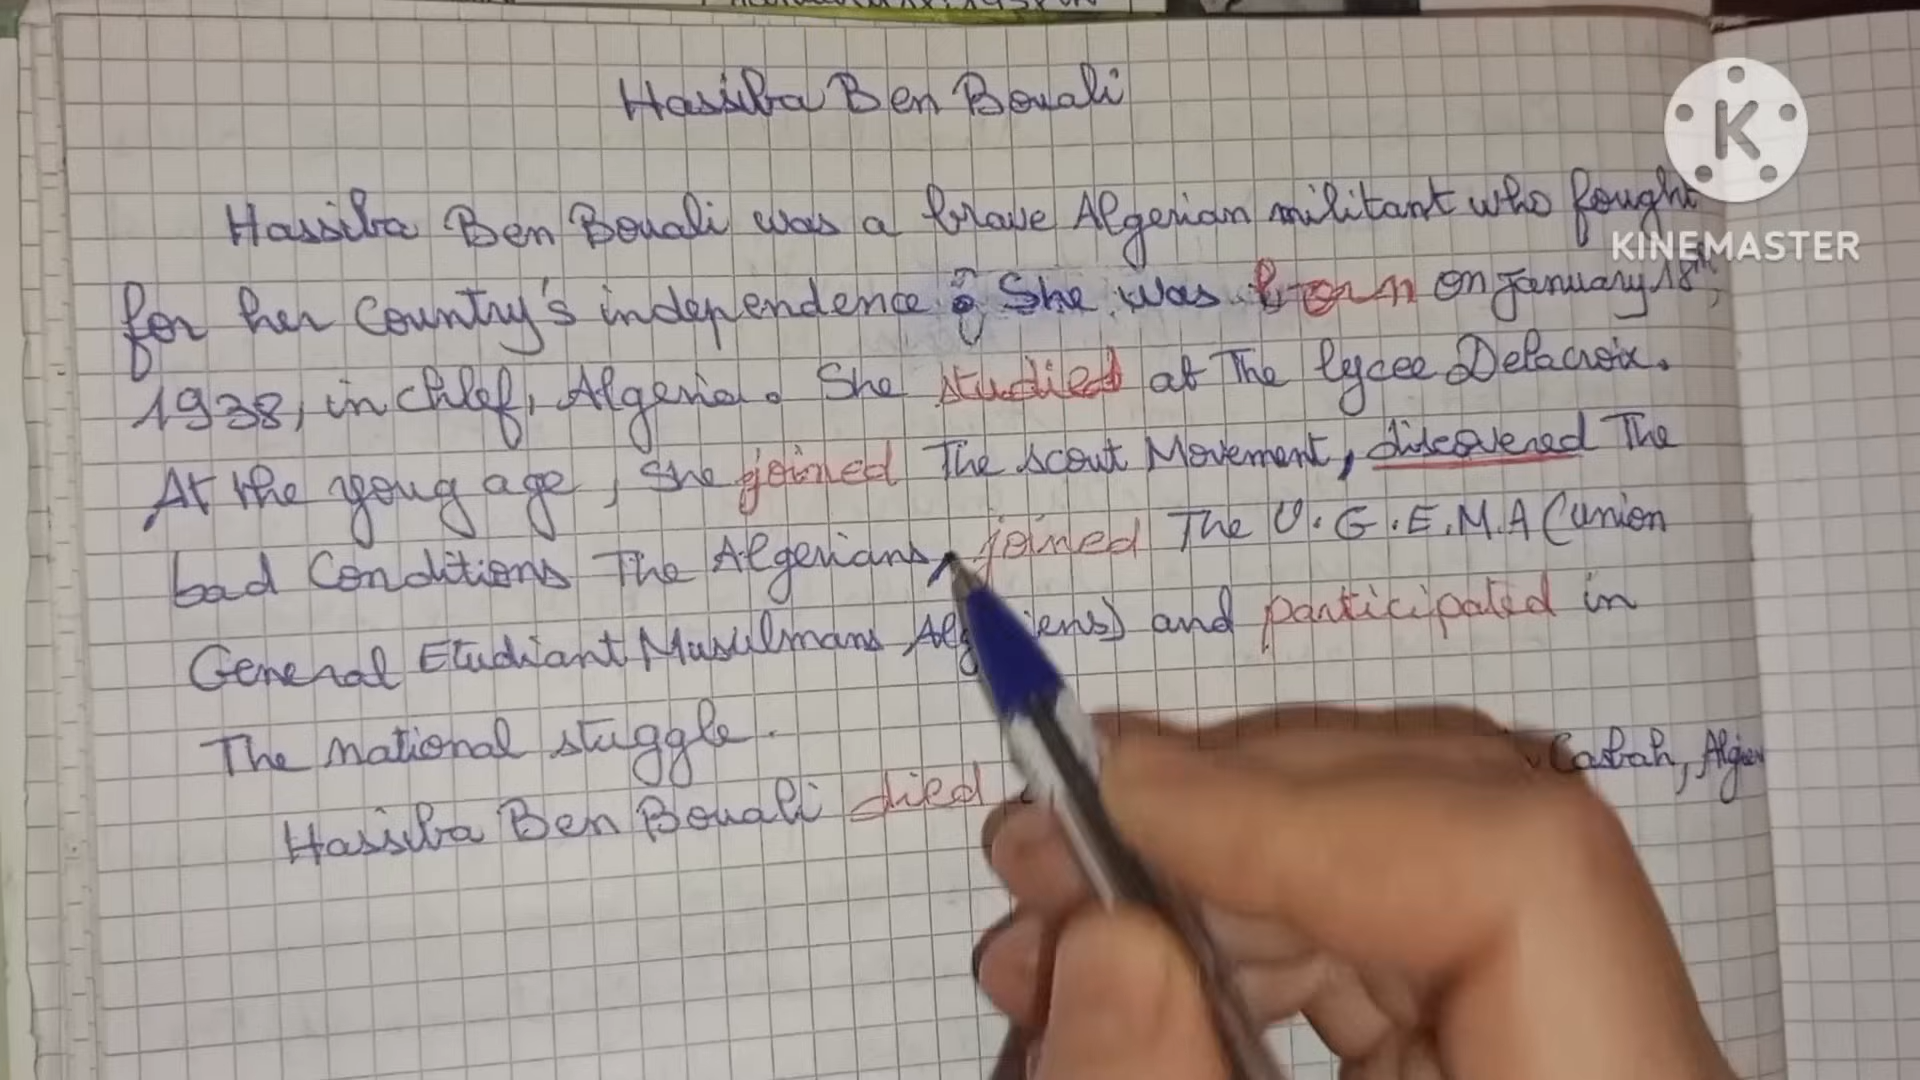 Hassiba Ben Bouali
Hassiba Ben Bouali was a brave Algerian militant who fought
for her country's independence. She was born on January 18th,
1938, in chlef, Algeria. She studied at The lycee Delacroix.
At the young age, she joined The scout Movement, discovered The
bad Conditions The Algerians, joined The U.G.E.M.A (union
General Etudiant Musulmans and participated in
The national stuggle.
Hassiba Ben Bouali died Casbah,
K
KINEMASTER